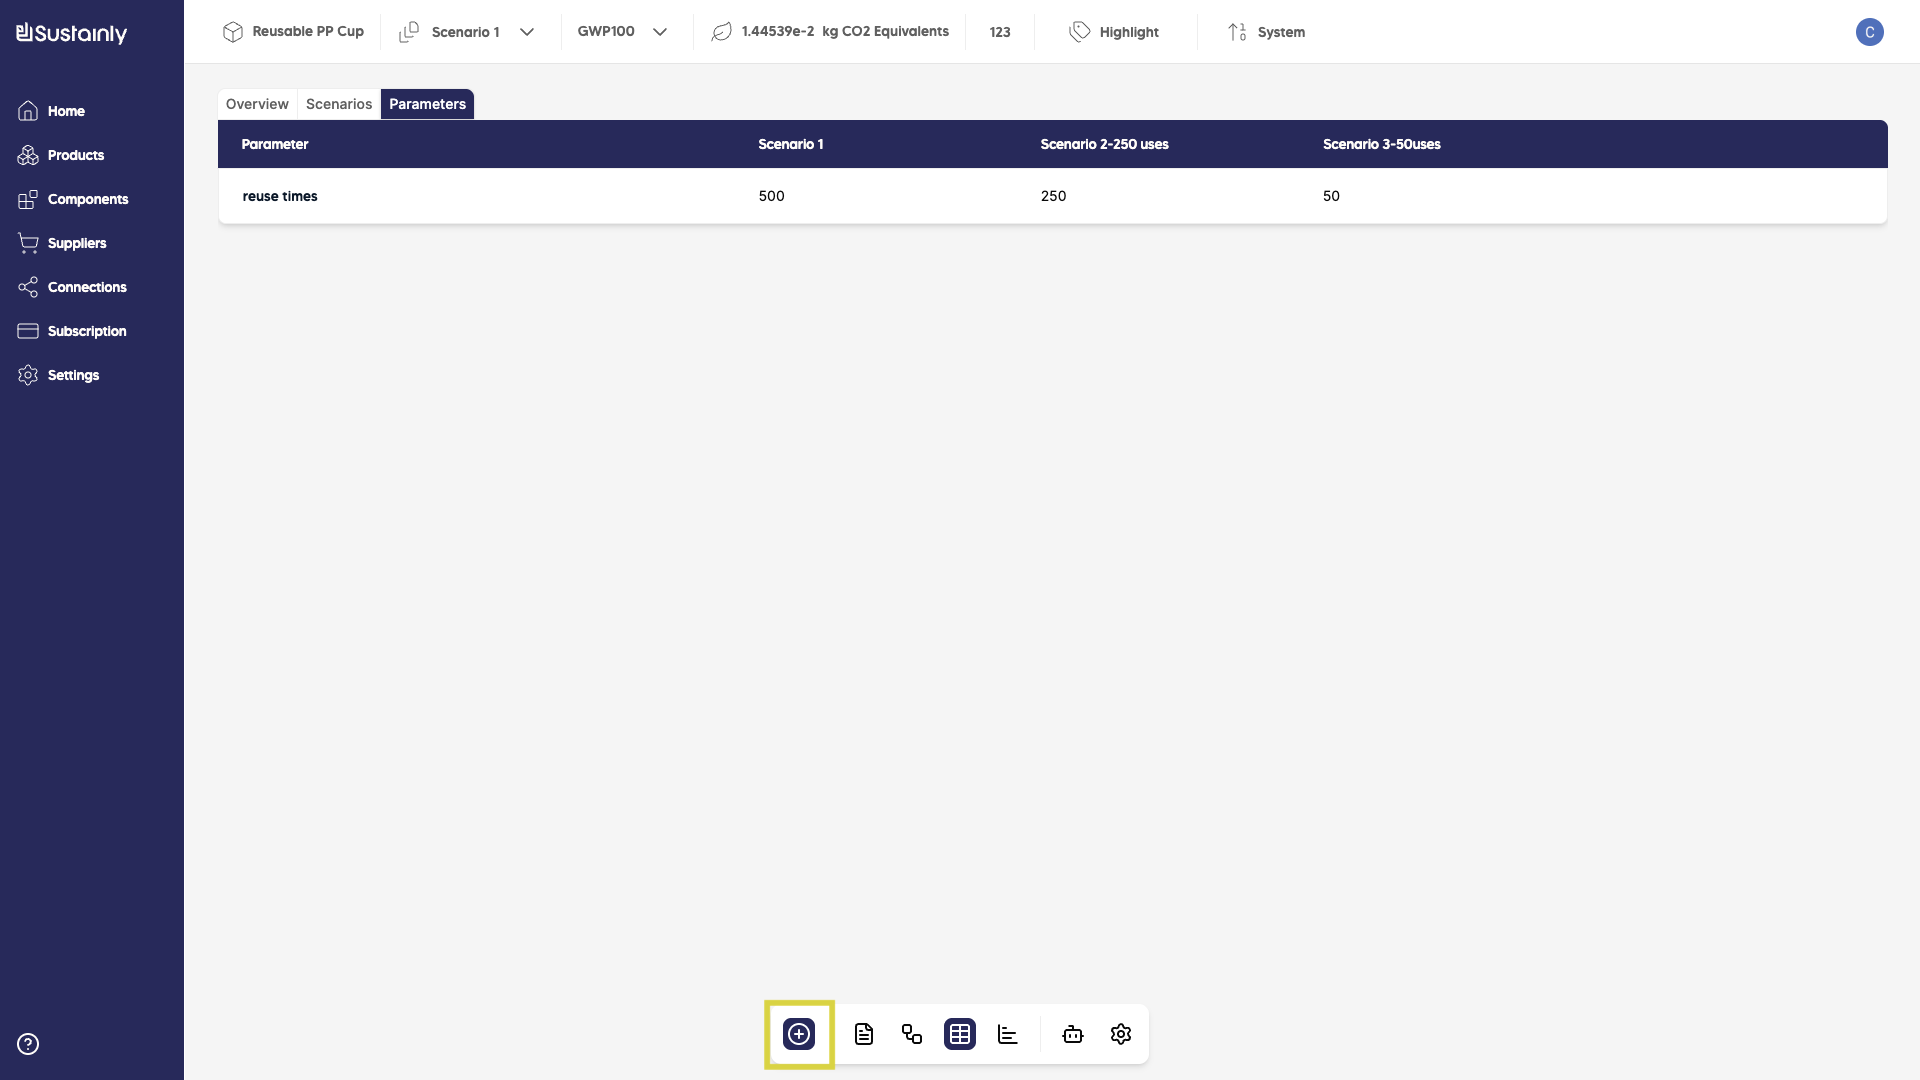 Sustainly
Reusable PP Cup Scenario 1 GWP100 1.44539e-2 kg CO2 Equivalents 123 Highlight System C
Home
Products
Components
Suppliers
Connections
Subscription
Settings
Overview Scenarios Parameters
Parameter Scenario 1 Scenario 2-250 uses Scenario 3-50uses
reuse times 500 250 50